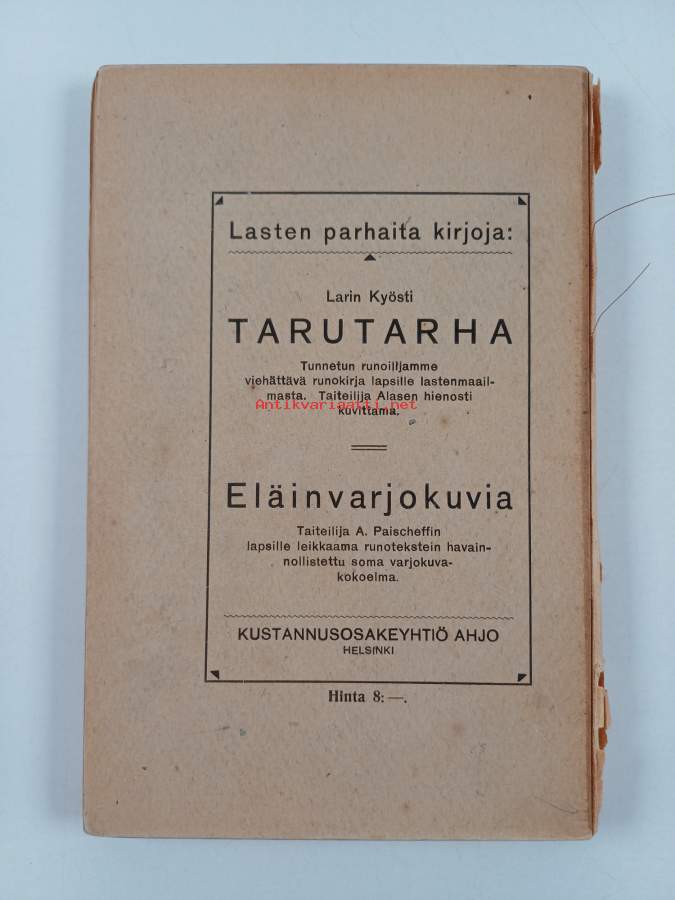 Lasten parhaita kirjoja:
Larin Kyösti
TARUTARHA
Tunnetun runoilijamme
viehättävä runokirja lapsille lastenmaail-
masta. Taiteilija Alasen hienosti
Antikvariaatti.net
kuvittama.
Eläinvarjokuvia
Taiteilija A. Paischeffin
lapsille leikkaama runotekstein havain-
nollistettu soma varjokuva-
kokoelma.
KUSTANNUSOSAKEYHTIÖ AHJO
HELSINKI
Hinta 8:—.